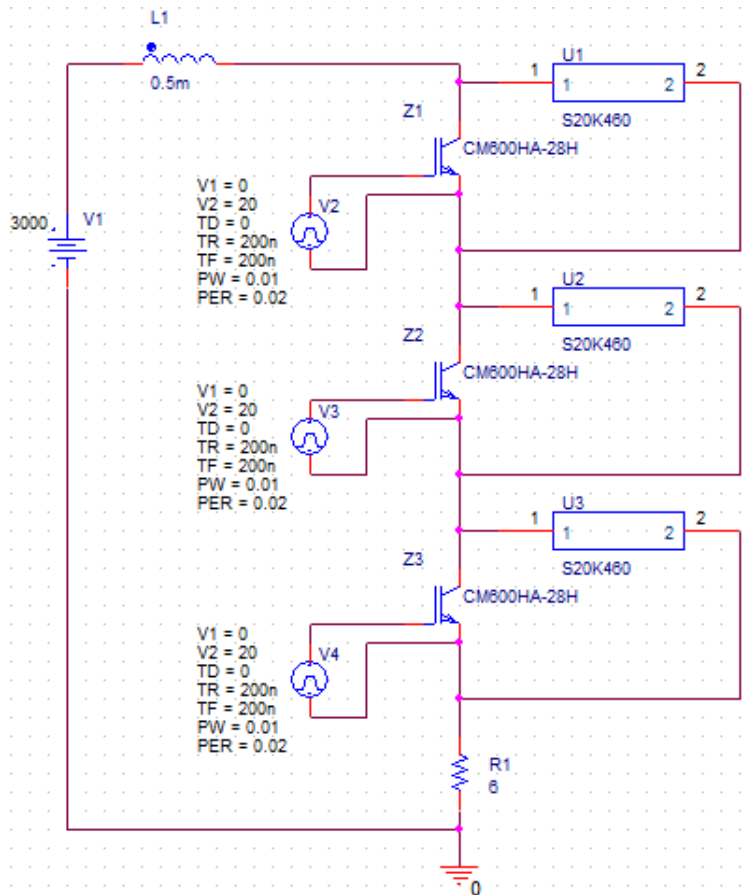 L1
0.5m
U1
1
2
1
2
S20K460
Z1
CM600HA-28H
V1 = 0
V2 = 20
TD = 0
TR = 200n
TF = 200n
PW = 0.01
PER = 0.02
V2
3000
V1
U2
1
2
1
2
S20K460
Z2
CM600HA-28H
V1 = 0
V2 = 20
TD = 0
TR = 200n
TF = 200n
PW = 0.01
PER = 0.02
V3
U3
1
2
1
2
S20K460
Z3
CM600HA-28H
V1 = 0
V2 = 20
TD = 0
TR = 200n
TF = 200n
PW = 0.01
PER = 0.02
V4
R1
6
0